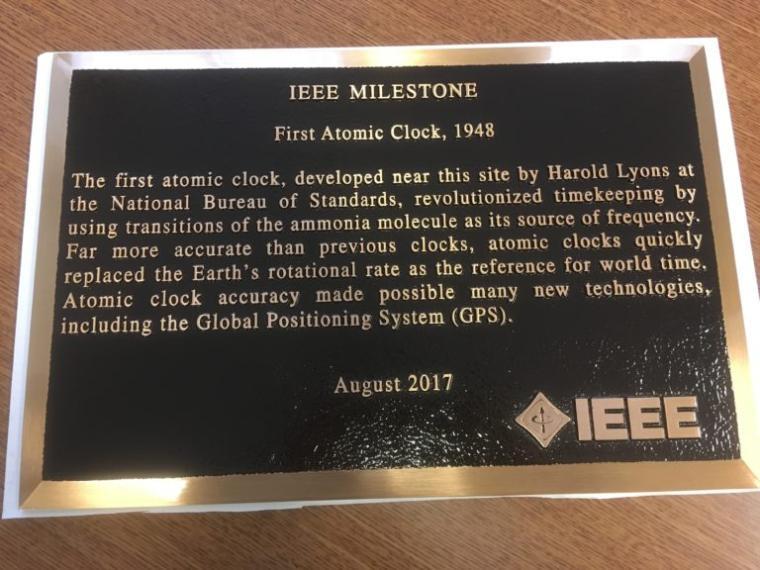 IEEE MILESTONE
First Atomic Clock, 1948
The first atomic clock, developed near this site by Harold Lyons at
the National Bureau of Standards, revolutionized timekeeping by
using transitions of the ammonia molecule as its source of frequency.
Far more accurate than previous clocks, atomic clocks quickly
replaced the Earth's rotational rate as the reference for world time.
Atomic clock accuracy made possible many new technologies,
including the Global Positioning System (GPS).
August 2017
IEEE